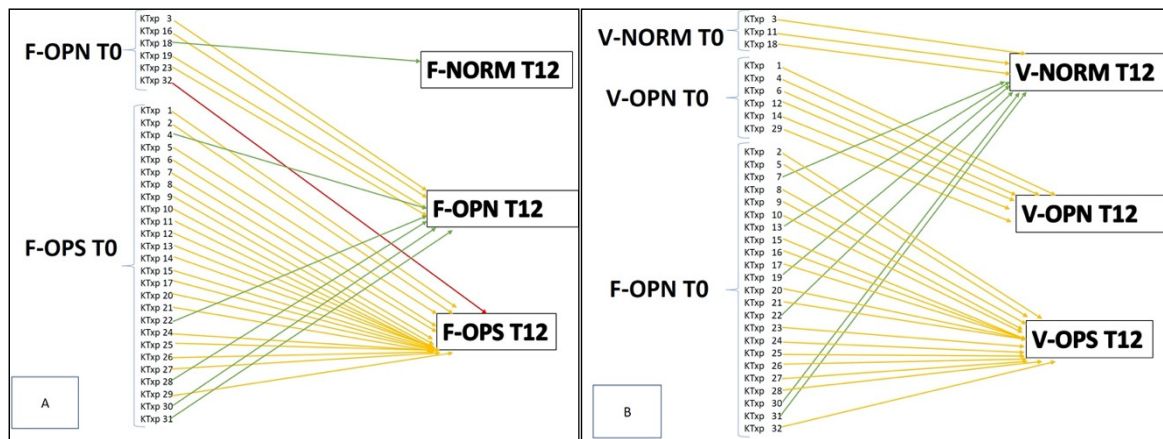 F-OPN T0
KTxp 3
KTxp 16
KTxp 18
KTxp 19
KTxp 23
KTxp 32
F-OPS T0
KTxp 1
KTxp 2
KTxp 4
KTxp 5
KTxp 6
KTxp 7
KTxp 8
KTxp 9
KTxp 10
KTxp 11
KTxp 12
KTxp 13
KTxp 14
KTxp 15
KTxp 17
KTxp 20
KTxp 21
KTxp 22
KTxp 24
KTxp 25
KTxp 26
KTxp 27
KTxp 28
KTxp 29
KTxp 30
KTxp 31
F-NORM T12
F-OPN T12
F-OPS T12
A
V-NORM T0
KTxp 3
KTxp 11
KTxp 18
V-OPN T0
KTxp 1
KTxp 4
KTxp 6
KTxp 12
KTxp 14
KTxp 29
F-OPN T0
KTxp 2
KTxp 5
KTxp 7
KTxp 8
KTxp 9
KTxp 10
KTxp 13
KTxp 15
KTxp 16
KTxp 17
KTxp 19
KTxp 20
KTxp 21
KTxp 22
KTxp 23
KTxp 24
KTxp 25
KTxp 26
KTxp 27
KTxp 28
KTxp 30
KTxp 31
KTxp 32
V-NORM T12
V-OPN T12
V-OPS T12
B